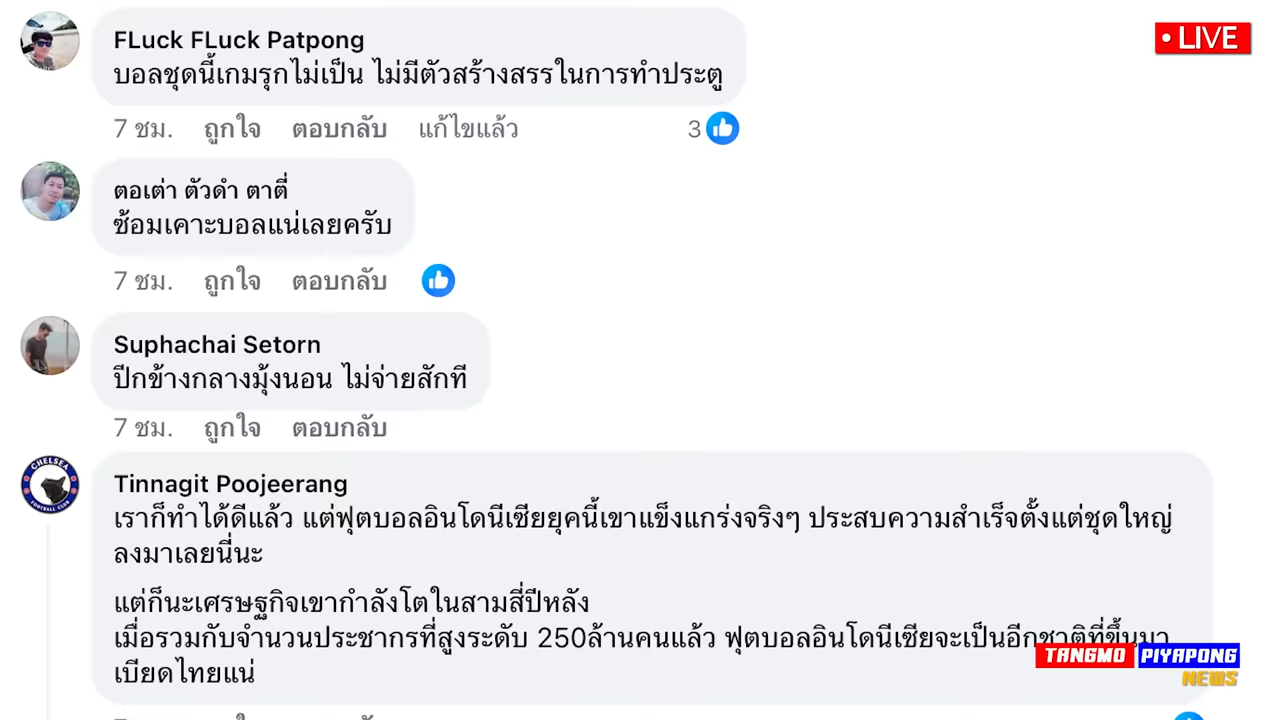 FLuck FLuck Patpong
• LIVE
บอลชุดนี้เกมรุกไม่เป็น ไม่มีตัวสร้างสรรในการทำประตู
7 ชม. ถูกใจ ตอบกลับ แก้ไขแล้ว 3
ตอเต่า ตัวดำ ตาตี่
ซ้อมเคาะบอลแน่เลยครับ
7 ชม. ถูกใจ ตอบกลับ
Suphachai Setorn
ปีกข้างกลางมุ้งนอน ไม่จ่ายสักที
7 ชม. ถูกใจ ตอบกลับ
CHELSEA
FOOTBALL CLUB
Tinnagit Poojeerang
เราก็ทำได้ดีแล้ว แต่ฟุตบอลอินโดนีเซียยุคนี้เขาแข็งแกร่งจริงๆ ประสบความสำเร็จตั้งแต่ชุดใหญ่
ลงมาเลยนี่นะ
แต่ก็นะเศรษฐกิจเขากำลังโตในสามสี่ปีหลัง
เมื่อรวมกับจำนวนประชากรที่สูงระดับ 250ล้านคนแล้ว ฟุตบอลอินโดนีเซียจะเป็นอีกชาติที่ขึ้นมา
TANGMO PIYAPONG
เบียดไทยแน่
NEWS